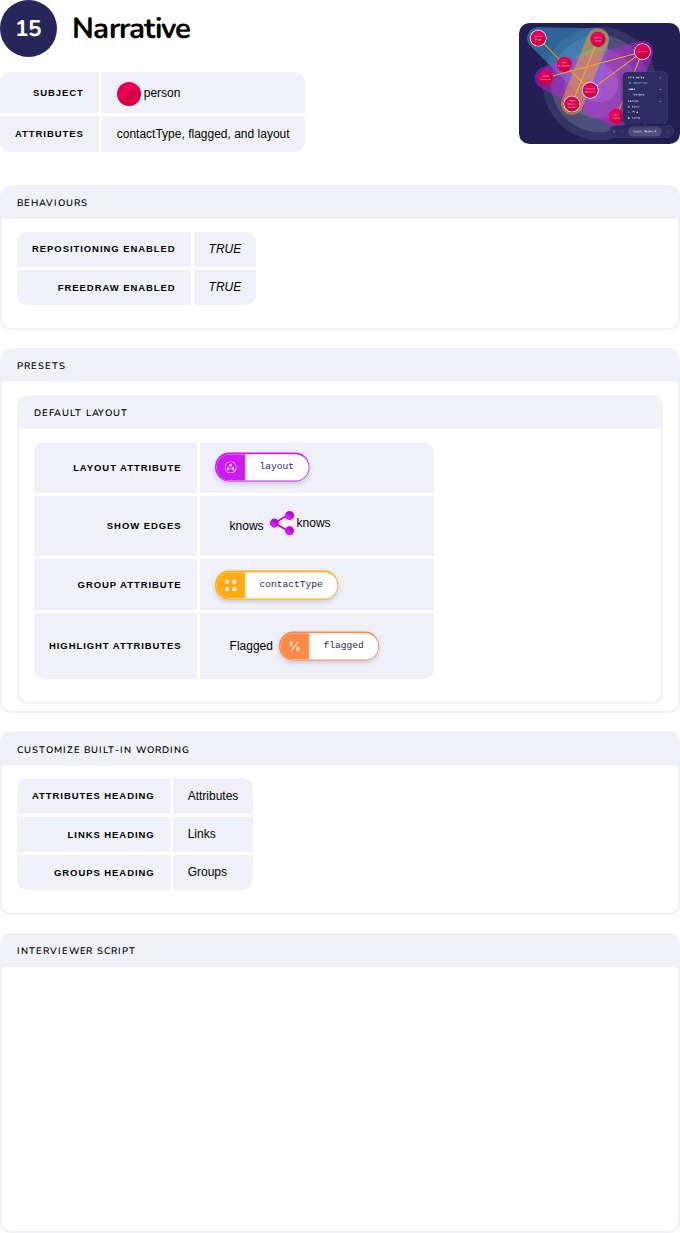 15 Narrative
SUBJECT person
ATTRIBUTES contactType, flagged, and layout
BEHAVIOURS
REPOSITIONING ENABLED TRUE
FREEDRAW ENABLED TRUE
PRESETS
DEFAULT LAYOUT
LAYOUT ATTRIBUTE layout
SHOW EDGES knows knows
GROUP ATTRIBUTE contactType
HIGHLIGHT ATTRIBUTES Flagged flagged
CUSTOMIZE BUILT-IN WORDING
ATTRIBUTES HEADING Attributes
LINKS HEADING Links
GROUPS HEADING Groups
INTERVIEWER SCRIPT